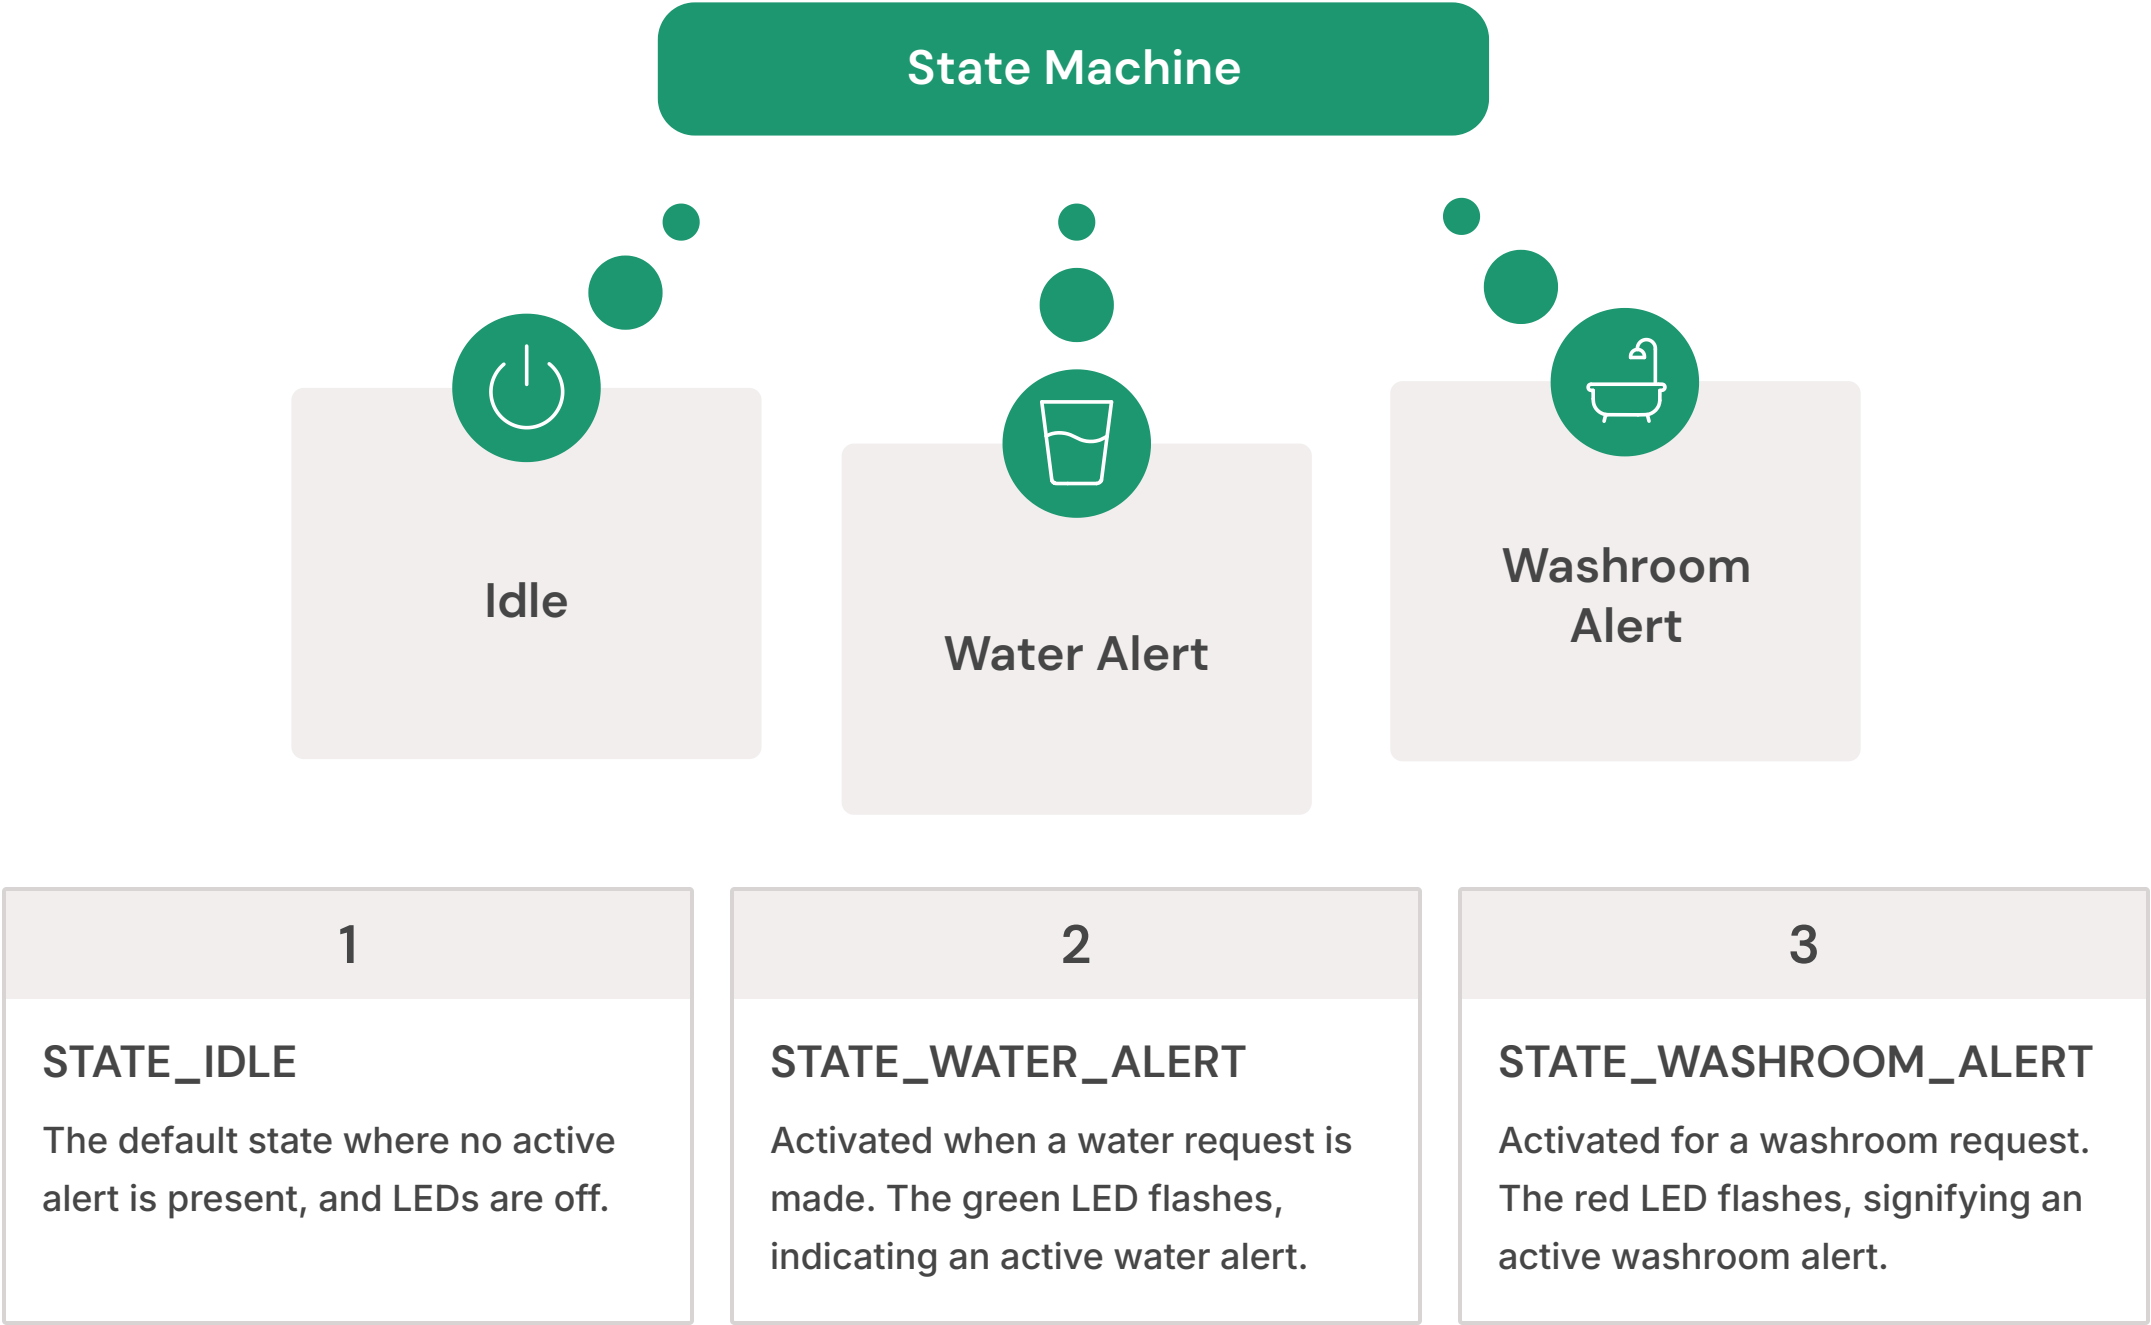 State Machine
Idle
Water Alert
Washroom
Alert
1
STATE_IDLE
The default state where no active
alert is present, and LEDs are off.
2
STATE_WATER_ALERT
Activated when a water request is
made. The green LED flashes,
indicating an active water alert.
3
STATE_WASHROOM_ALERT
Activated for a washroom request.
The red LED flashes, signifying an
active washroom alert.